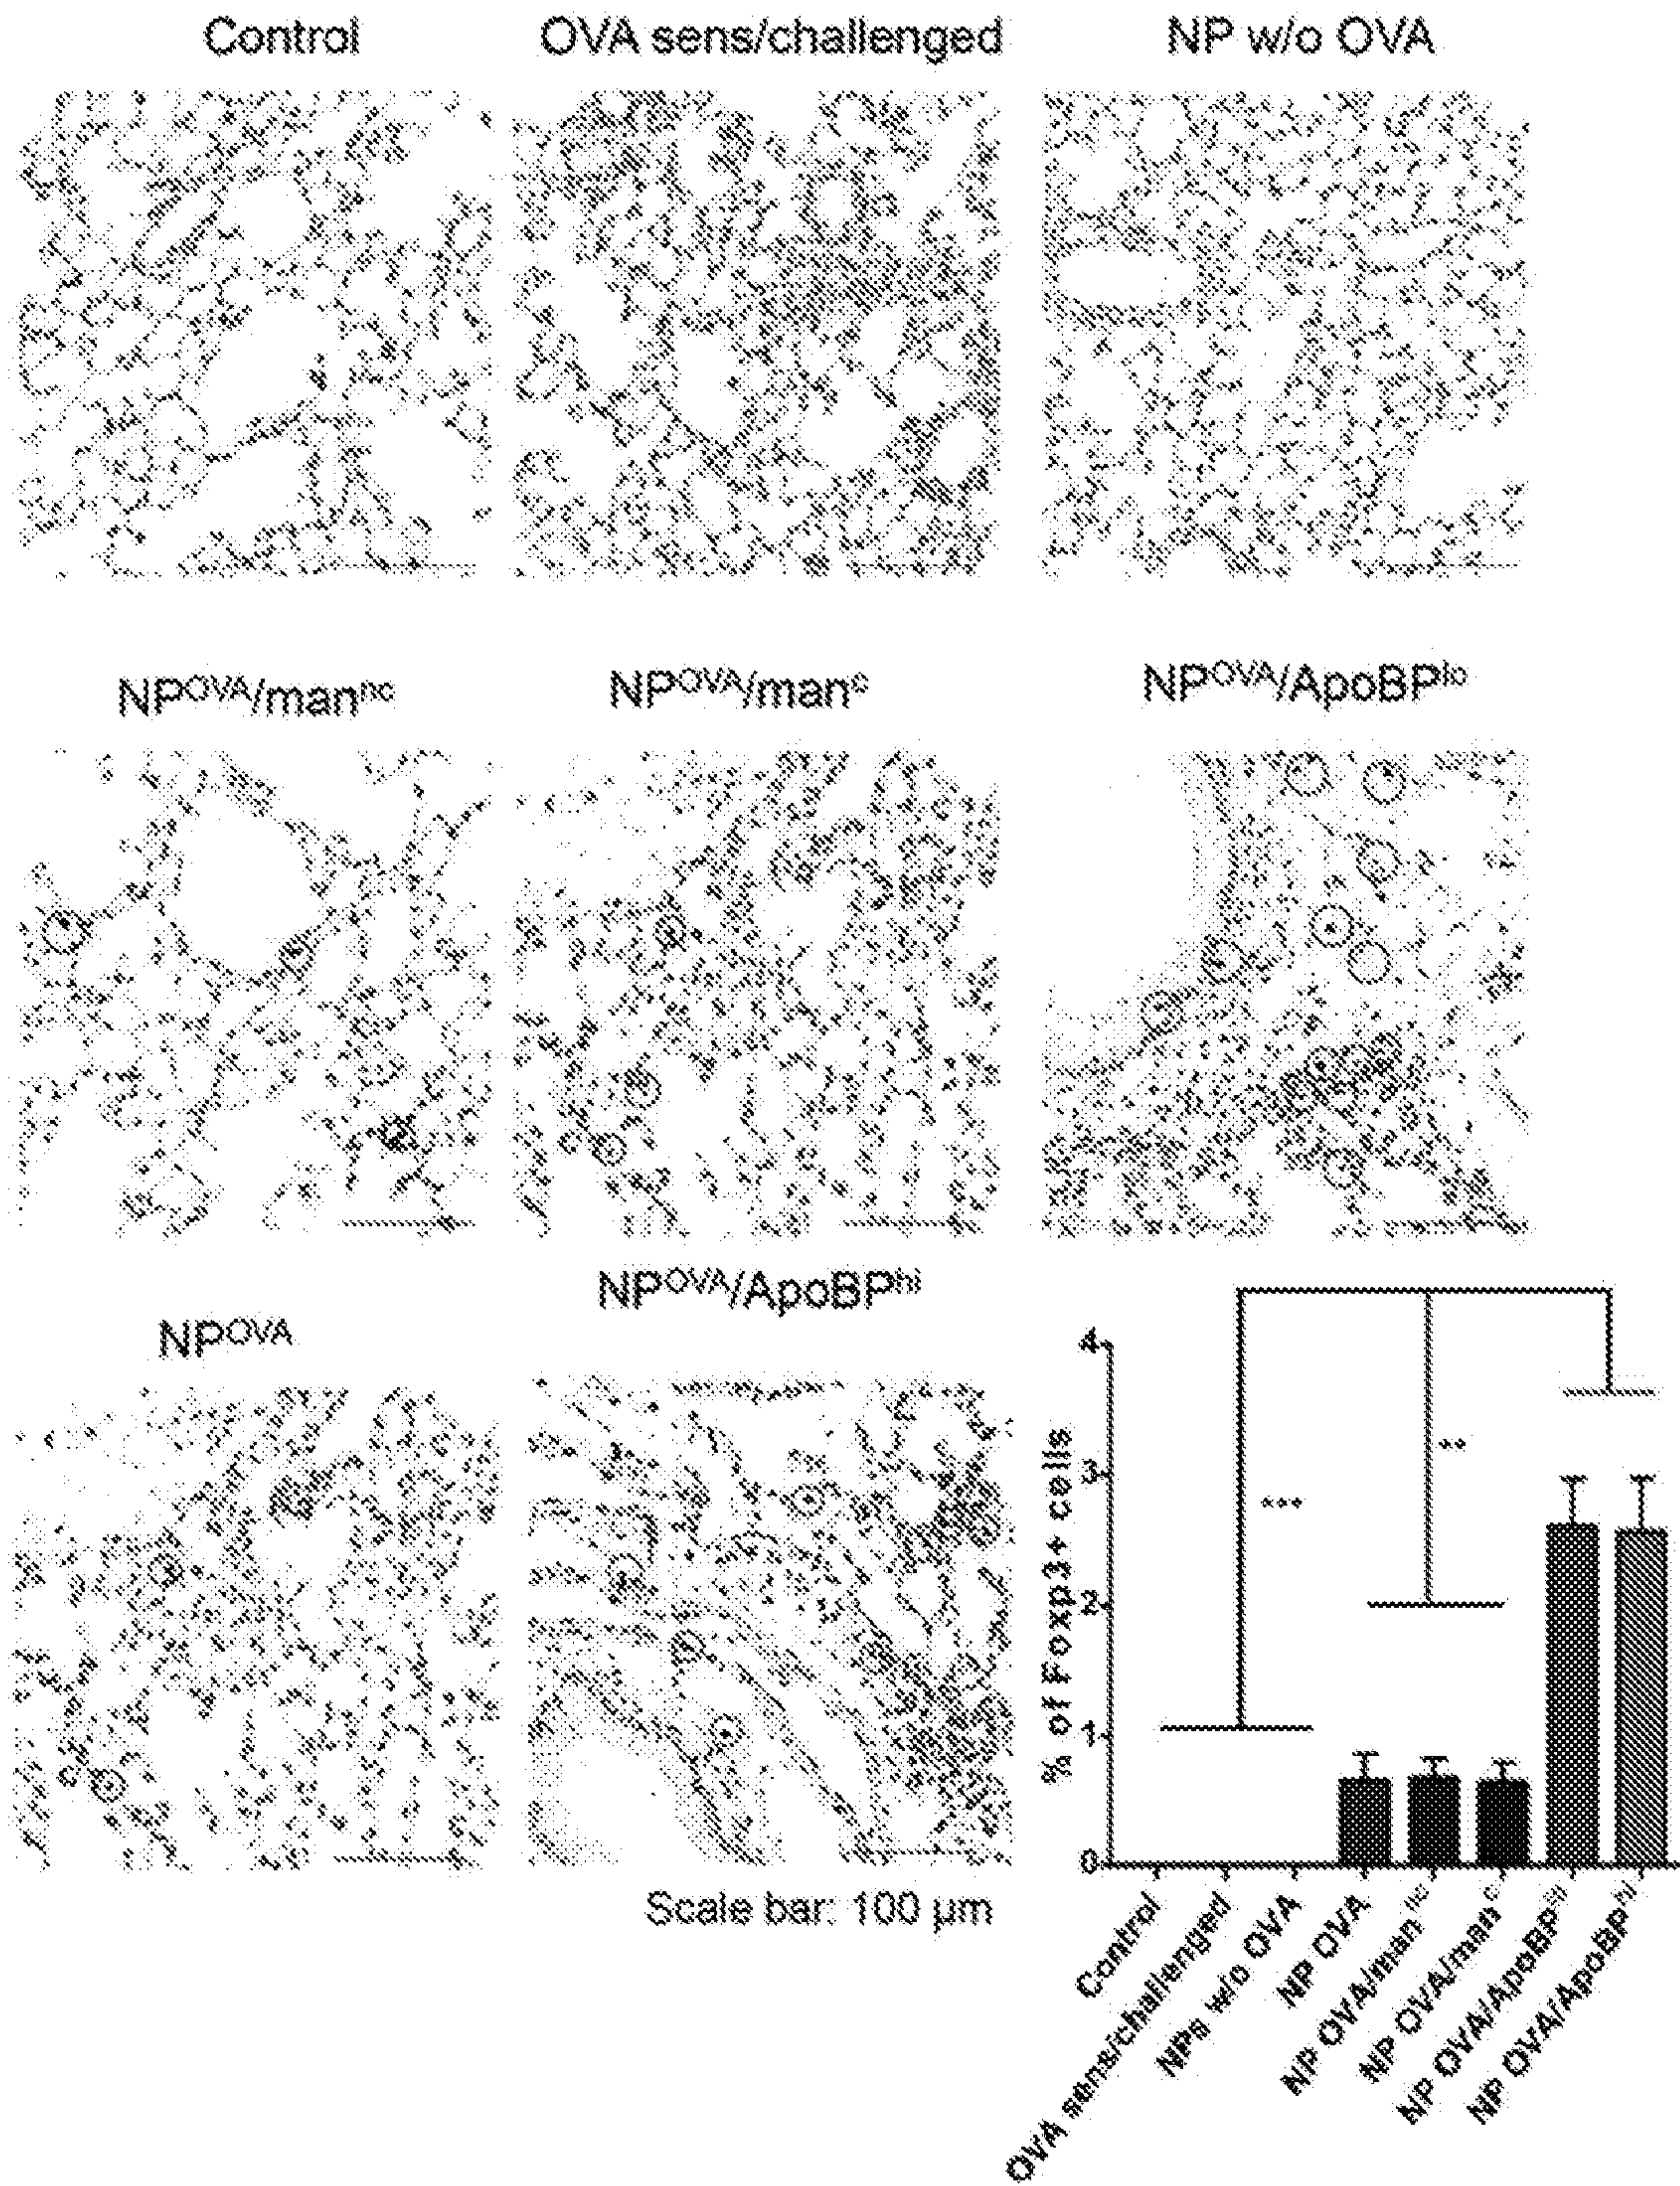 Control
OVA sens/challenged
NP w/o OVA
NPᴼⱽᴬ/manⁿᶜ
NPᴼⱽᴬ/manᶜ
NPᴼⱽᴬ/ApoBPˡᵒ
NPᴼⱽᴬ
NPᴼⱽᴬ/ApoBPʰⁱ
Scale bar: 100 µm
% of Foxp3+ cells
4
3
2
1
0
***
**
Control
OVA sens/challenged
NPs w/o OVA
NP OVA
NP OVA/man ⁿᶜ
NP OVA/man ᶜ
NP OVA/ApoBP
NP OVA/ApoBPʰⁱ